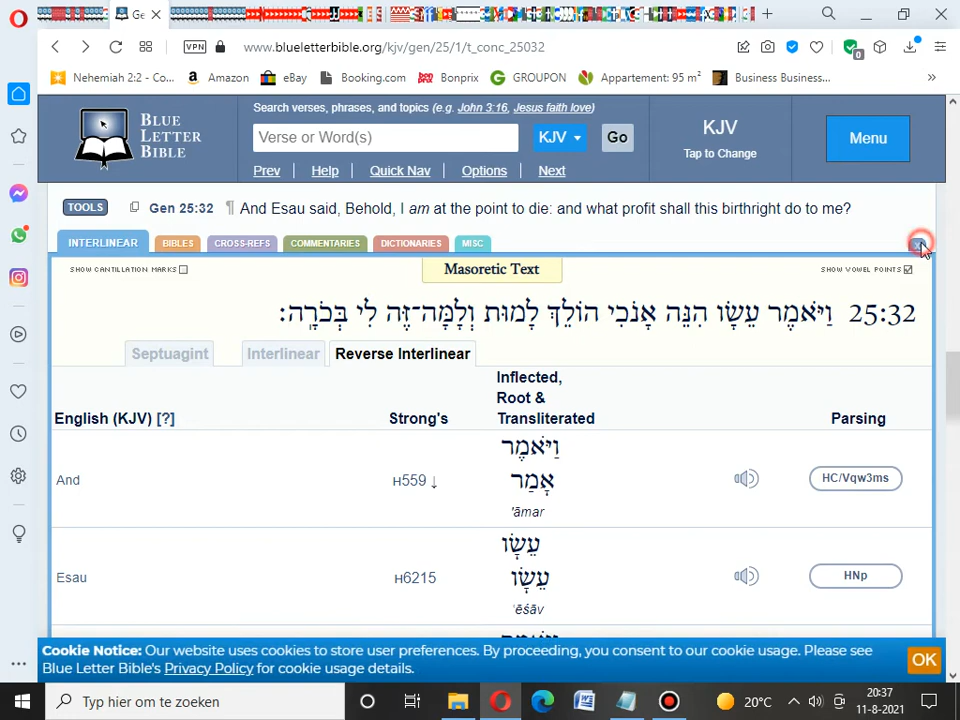 Ge
www.blueletterbible.org/kjv/gen/25/1/t_conc_25032
VPN
0
Nehemiah 2:2 - Co...
Amazon
eBay
Booking.com
Bonprix
GROUPON
Appartement: 95 m²
Business Business...
»
BLUE
LETTER
BIBLE
Search verses, phrases, and topics (e.g. John 3:16, Jesus faith love)
Verse or Word(s)
KJV
Go
Prev
Help
Quick Nav
Options
Next
KJV
Tap to Change
Menu
TOOLS
Gen 25:32 ¶ And Esau said, Behold, I am at the point to die: and what profit shall this birthright do to me?
INTERLINEAR
BIBLES
CROSS-REFS
COMMENTARIES
DICTIONARIES
MISC
SHOW CANTILLATION MARKS
Masoretic Text
SHOW VOWEL POINTS
25:32 וַיֹּאמֶר עֵשָׂו הִנֵּה אָנֹכִי הוֹלֵךְ לָמוּת וְלָמָּה־זֶּה לִי בְּכֹרָֽה׃
Septuagint
Interlinear
Reverse Interlinear
English (KJV) [?]
Strong's
Inflected,
Root &
Transliterated
Parsing
And
H559 ↓
וַיֹּאמֶר
אָמַר
'āmar
HC/Vqw3ms
Esau
H6215
עֵשָׂו
עֵשָׂו
ʿēśāv
HNp
Cookie Notice: Our website uses cookies to store user preferences. By proceeding, you consent to our cookie usage. Please see
Blue Letter Bible's Privacy Policy for cookie usage details.
OK
Typ hier om te zoeken
20°C
20:37
11-8-2021